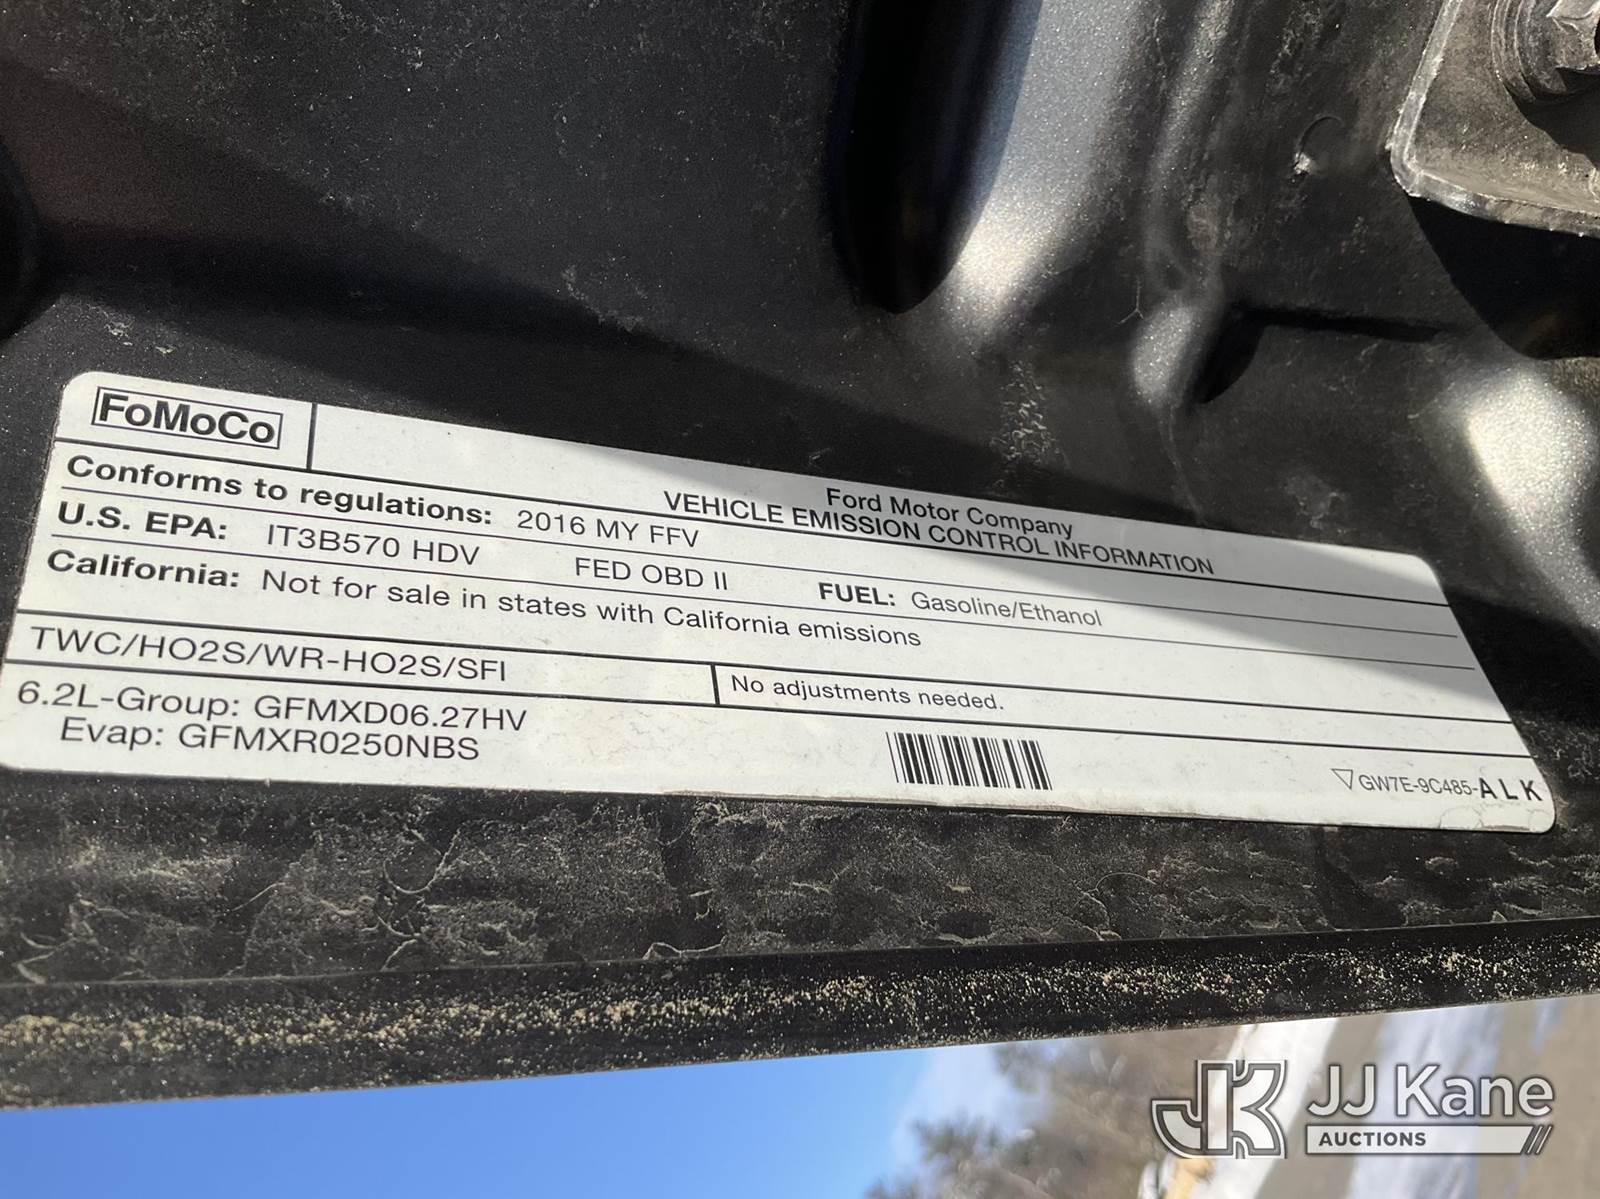 FoMoCo
Ford Motor Company
VEHICLE EMISSION CONTROL INFORMATION
Conforms to regulations: 2016 MY FFV
U.S. EPA: IT3B570 HDV FED OBD II FUEL: Gasoline/Ethanol
California: Not for sale in states with California emissions
TWC/HO2S/WR-HO2S/SFI
No adjustments needed.
6.2L-Group: GFMXD06.27HV
Evap: GFMXR0250NBS
GW7E-9C485-ALK
JK JJ Kane
AUCTIONS